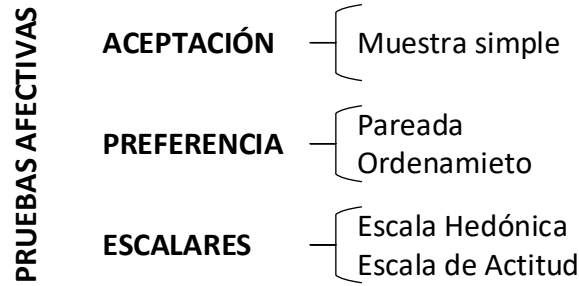 PRUEBAS AFECTIVAS
ACEPTACIÓN
Muestra simple
PREFERENCIA
Pareada
Ordenamieto
ESCALARES
Escala Hedónica
Escala de Actitud